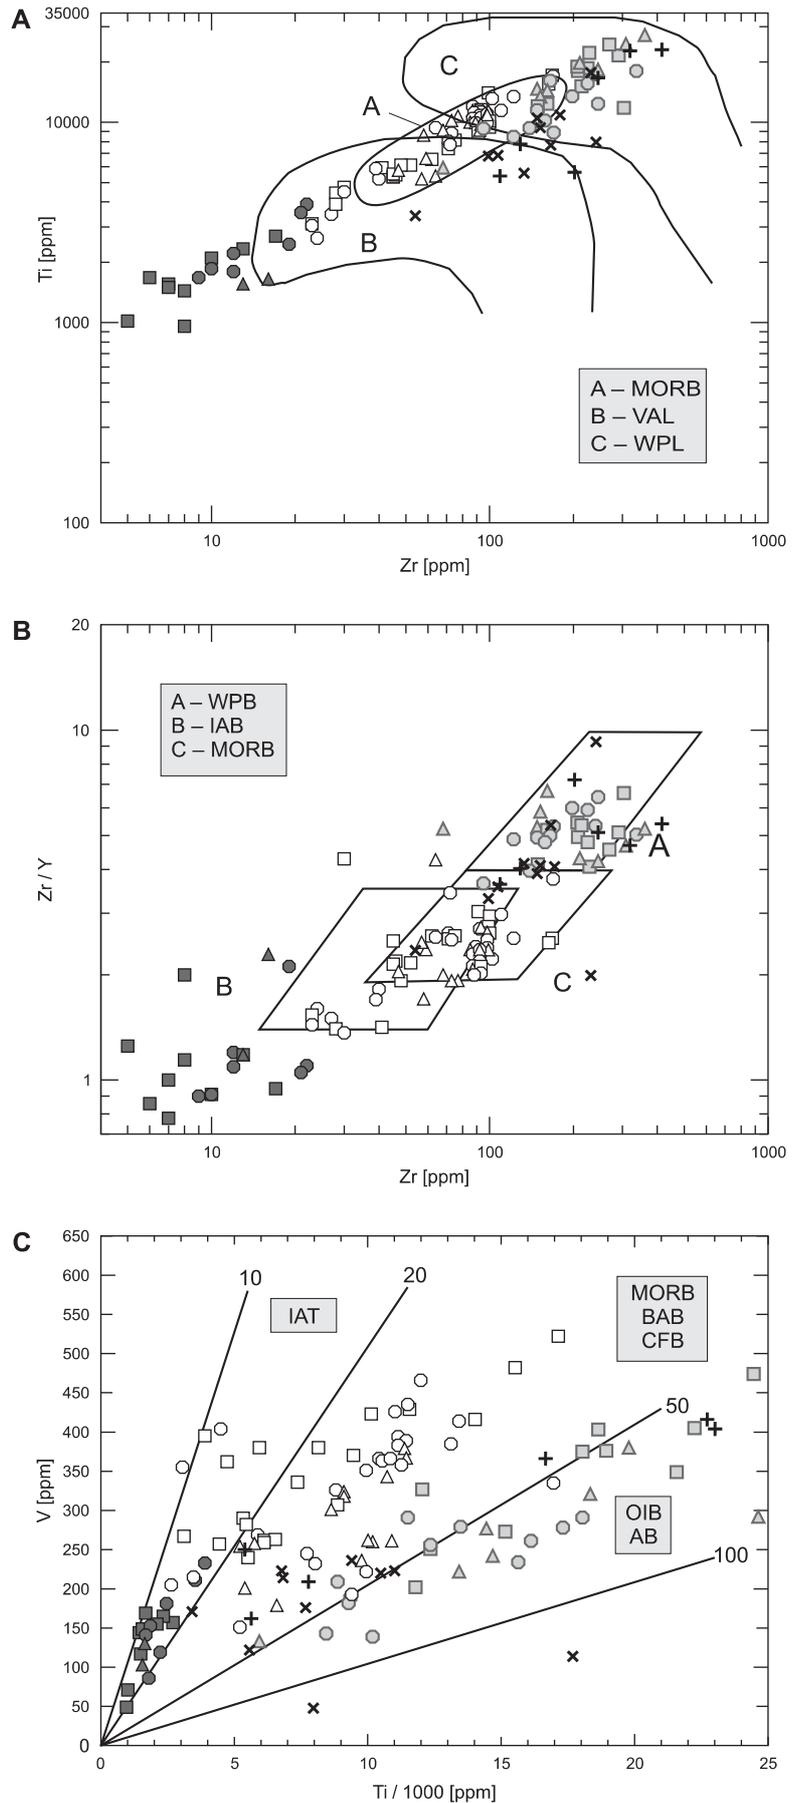 A
35000
10000
1000
100
Ti [ppm]
C
A
B
A – MORB
B – VAL
C – WPL
10
100
1000
Zr [ppm]
B
20
10
1
Zr / Y
A – WPB
B – IAB
C – MORB
A
B
C
10
100
1000
Zr [ppm]
C
650
600
550
500
450
400
350
300
250
200
150
100
50
0
V [ppm]
10
20
IAT
MORB
BAB
CFB
50
OIB
AB
100
0
5
10
15
20
25
Ti / 1000 [ppm]